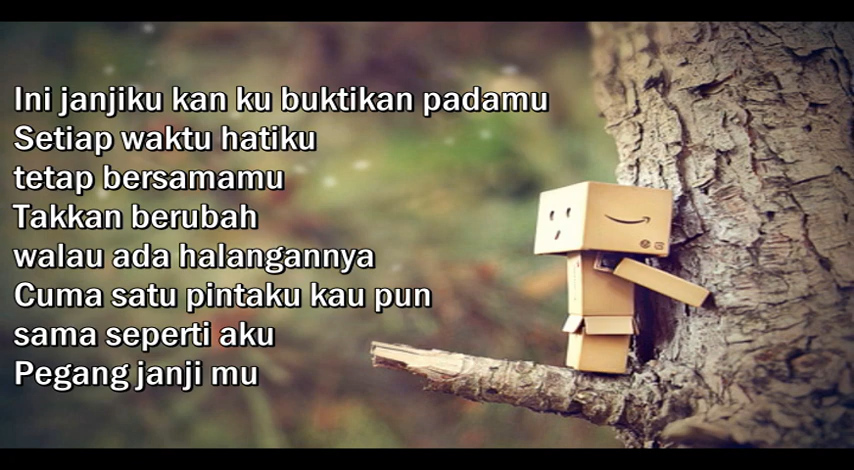 Ini janjiku kan ku buktikan padamu
Setiap waktu hatiku
tetap bersamamu
Takkan berubah
walau ada halangannya
Cuma satu pintaku kau pun
sama seperti aku
Pegang janji mu